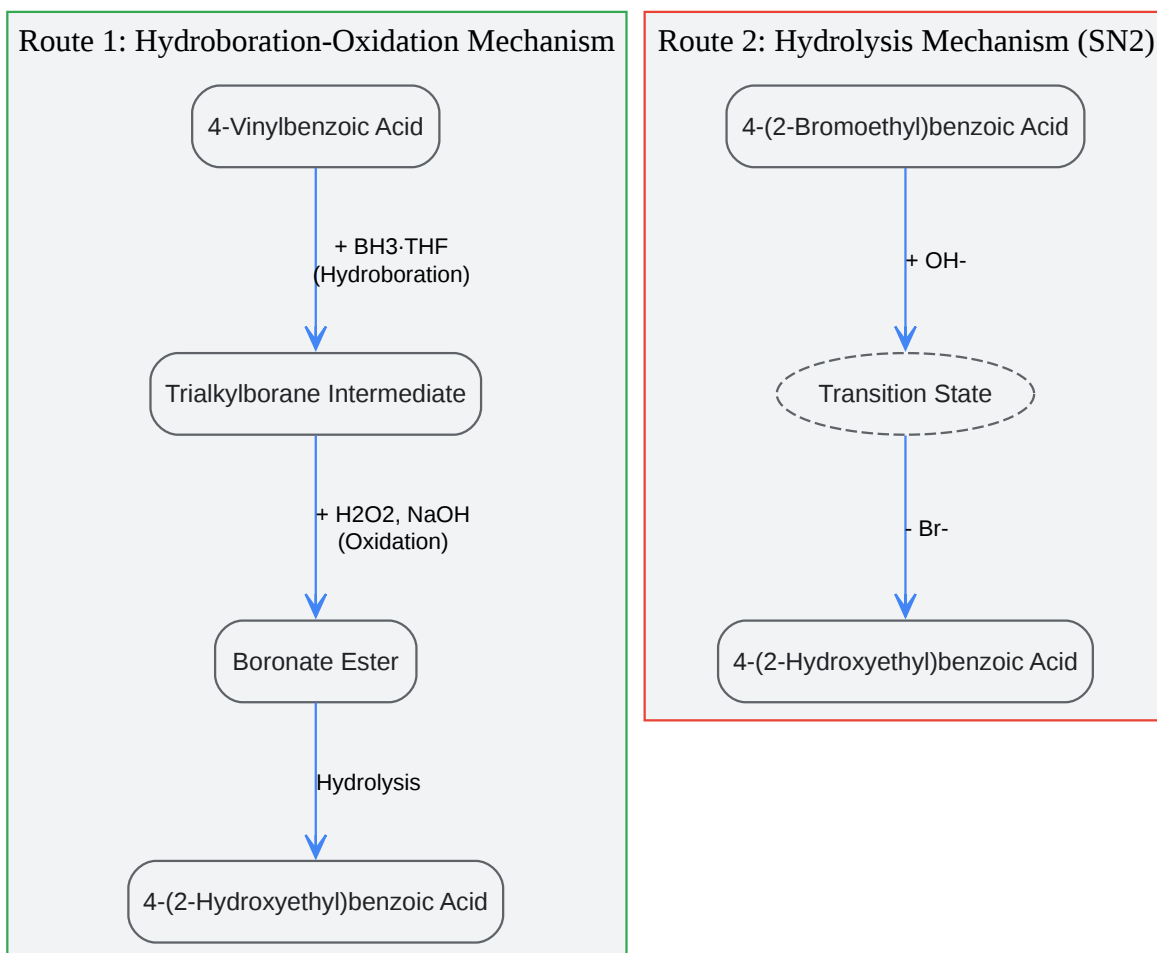 Route 1: Hydroboration-Oxidation Mechanism
4-Vinylbenzoic Acid
+ BH3·THF
(Hydroboration)
Trialkylborane Intermediate
+ H2O2, NaOH
(Oxidation)
Boronate Ester
Hydrolysis
4-(2-Hydroxyethyl)benzoic Acid
Route 2: Hydrolysis Mechanism (SN2)
4-(2-Bromoethyl)benzoic Acid
+ OH-
Transition State
- Br-
4-(2-Hydroxyethyl)benzoic Acid